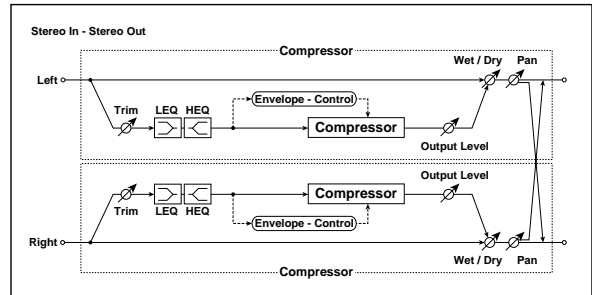 Stereo In - Stereo Out
Compressor
Wet / Dry
Pan
Left
Trim
LEQ
HEQ
Envelope - Control
Compressor
Output Level
Output Level
Compressor
Trim
LEQ
HEQ
Envelope - Control
Right
Wet / Dry
Pan
Compressor